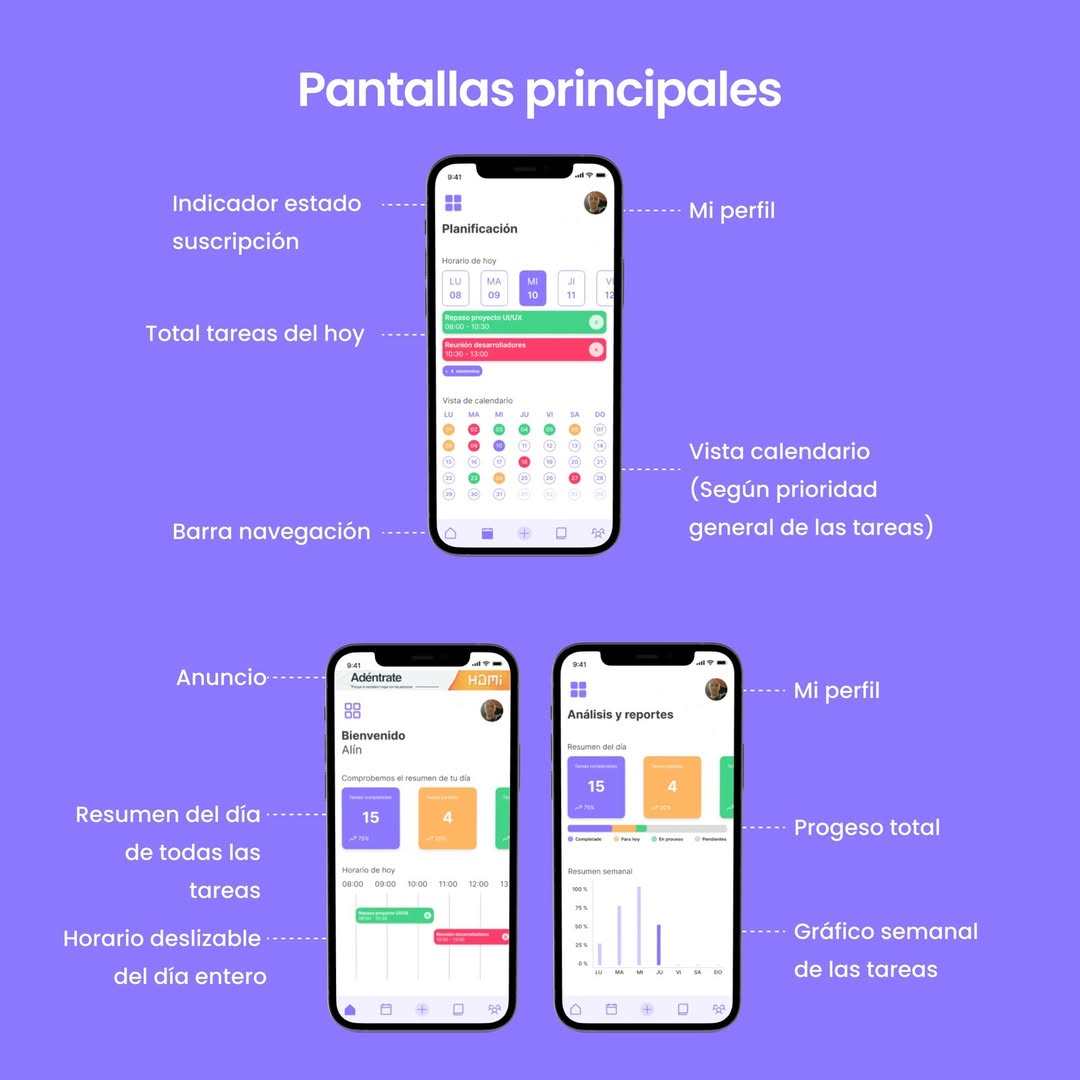 Pantallas principales
Indicador estado
suscripción
Total tareas del hoy
Barra navegación
Mi perfil
Vista calendario
(Según prioridad
general de las tareas)
9:41
Planificación
Horario de hoy
LU MA MI JI VI
08 09 10 11 12
Repaso proyecto UI/UX
08:00 - 10:30
Reunión desarrolladores
10:30 - 13:00
Vista de calendario
LU MA MI JU VI SA DO
01 02 03 04 05 06 07
08 09 10 11 12 13 14
15 16 17 18 19 20 21
22 23 24 25 26 27 28
29 30 31 01 02 03 04
Anuncio
Resumen del día
de todas las
tareas
Horario deslizable
del día entero
9:41
Adéntrate
HOMi
Bienvenido
Alín
Comprobemos el resumen de tu día
Tareas completadas
15
75%
4
Horario de hoy
08:00 09:00 10:00 11:00 12:00 13
Repaso proyecto UI/UX
08:00 - 10:30
Reunión desarrolladores
10:30 - 13:00
9:41
Análisis y reportes
Resumen del día
Tareas completadas
15
75%
4
Completado Para hoy En proceso Pendientes
Resumen semanal
100 %
75 %
50 %
25 %
0 %
LU MA MI JU VI SA DO
Mi perfil
Progeso total
Gráfico semanal
de las tareas